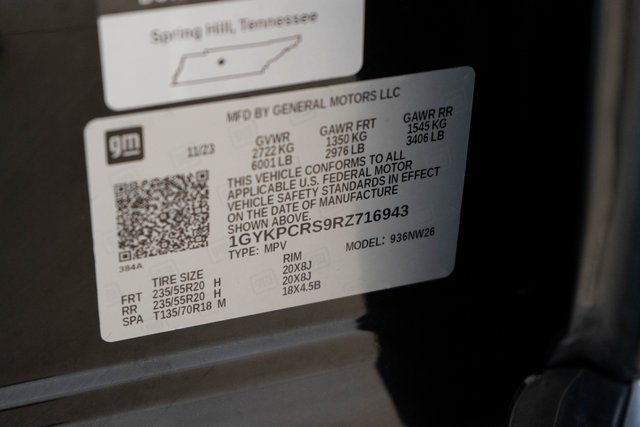 Spring Hill, Tennessee
MFD BY GENERAL MOTORS LLC
gm
11/23
GVWR GAWR FRT GAWR RR
2722 KG 1350 KG 1545 KG
6001 LB 2976 LB 3406 LB
THIS VEHICLE CONFORMS TO ALL
APPLICABLE U.S. FEDERAL MOTOR
VEHICLE SAFETY STANDARDS IN EFFECT
ON THE DATE OF MANUFACTURE
SHOWN ABOVE.
1GYKPCRS9RZ716943
TYPE: MPV MODEL: 936NW26
384A
TIRE SIZE RIM
FRT 235/55R20 H 20X8J
RR 235/55R20 H 20X8J
SPA T135/70R18 M 18X4.5B